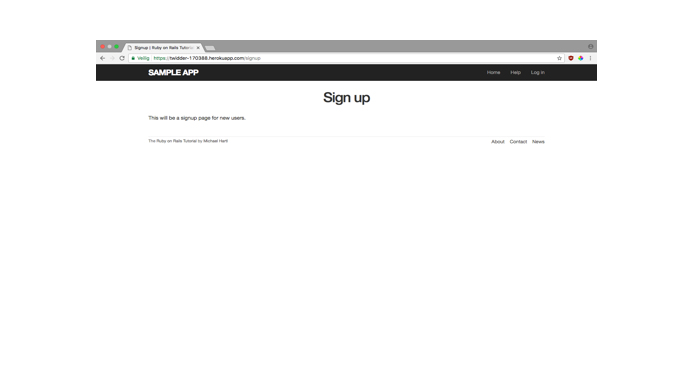 Signup | Ruby on Rails Tutorial
Veilig https://twidder-170388.herokuapp.com/signup
SAMPLE APP Home Help Log in
Sign up
This will be a signup page for new users.
The Ruby on Rails Tutorial by Michael Hartl About Contact News